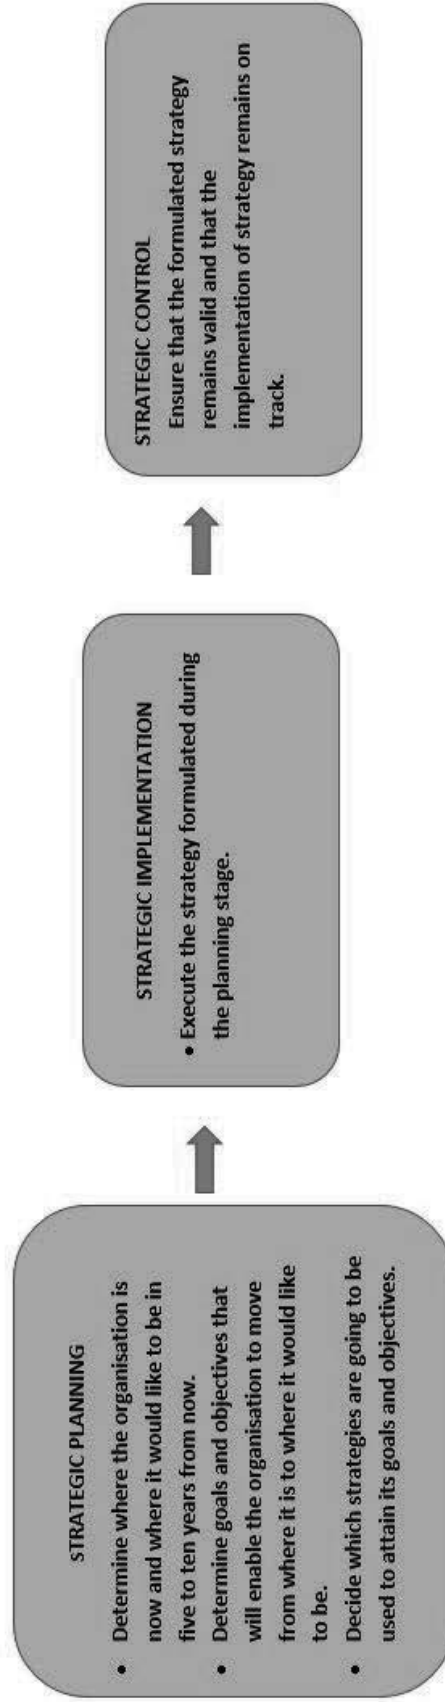 STRATEGIC PLANNING
• Determine where the organisation is
now and where it would like to be in
five to ten years from now.
• Determine goals and objectives that
will enable the organisation to move
from where it is to where it would like
to be.
• Decide which strategies are going to be
used to attain its goals and objectives.
STRATEGIC IMPLEMENTATION
• Execute the strategy formulated during
the planning stage.
STRATEGIC CONTROL
Ensure that the formulated strategy
remains valid and that the
implementation of strategy remains on
track.